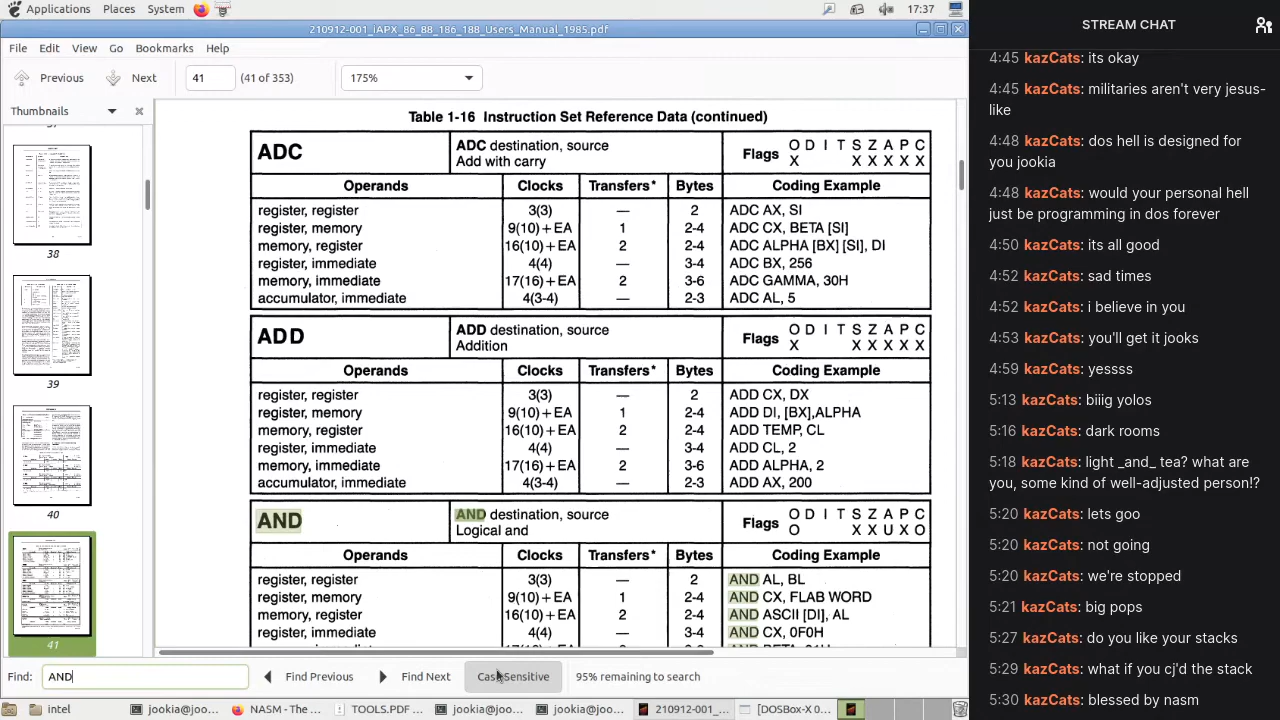 Applications Places System 17:37
210912-001_iAPX_86_88_186_188_Users_Manual_1985.pdf
File Edit View Go Bookmarks Help
Previous Next 41 (41 of 353) 175%
Thumbnails
38
39
40
41
Table 1-16 Instruction Set Reference Data (continued)
ADC ADC destination, source Flags O D I T S Z A P C
Add with carry X X X X X X
Operands Clocks Transfers* Bytes Coding Example
register, register 3(3) — 2 ADC AX, SI
register, memory 9(10)+EA 1 2-4 ADC CX, BETA [SI]
memory, register 16(10)+EA 2 2-4 ADC ALPHA [BX] [SI], DI
register, immediate 4(4) — 3-4 ADC BX, 256
memory, immediate 17(16)+EA 2 3-6 ADC GAMMA, 30H
accumulator, immediate 4(3-4) — 2-3 ADC AL, 5
ADD ADD destination, source Flags O D I T S Z A P C
Addition X X X X X X
Operands Clocks Transfers* Bytes Coding Example
register, register 3(3) — 2 ADD CX, DX
register, memory 9(10)+EA 1 2-4 ADD DI, [BX],ALPHA
memory, register 16(10)+EA 2 2-4 ADD TEMP, CL
register, immediate 4(4) — 3-4 ADD CL, 2
memory, immediate 17(16)+EA 2 3-6 ADD ALPHA, 2
accumulator, immediate 4(3-4) — 2-3 ADD AX, 200
AND AND destination, source Flags O D I T S Z A P C
Logical and O X X U X O
Operands Clocks Transfers* Bytes Coding Example
register, register 3(3) — 2 AND AL, BL
register, memory 9(10)+EA 1 2-4 AND CX, FLAB WORD
memory, register 16(10)+EA 2 2-4 AND ASCII [DI], AL
register, immediate 4(4) — 3-4 AND CX, 0F0H
Find: AND Find Previous Find Next Case Sensitive 95% remaining to search
intel jookia@joo... NASM - The ... TOOLS.PDF ... jookia@joo... jookia@joo... 210912-001_... [DOSBox-X 0...
STREAM CHAT
4:45 kazCats: its okay
4:45 kazCats: militaries aren't very jesus-
like
4:48 kazCats: dos hell is designed for
you jookia
4:48 kazCats: would your personal hell
just be programming in dos forever
4:50 kazCats: its all good
4:52 kazCats: sad times
4:52 kazCats: i believe in you
4:53 kazCats: you'll get it jooks
4:59 kazCats: yessss
5:13 kazCats: biiig yolos
5:16 kazCats: dark rooms
5:18 kazCats: light _and_ tea? what are
you, some kind of well-adjusted person!?
5:20 kazCats: lets goo
5:20 kazCats: not going
5:20 kazCats: we're stopped
5:21 kazCats: big pops
5:27 kazCats: do you like your stacks
5:29 kazCats: what if you cj'd the stack
5:30 kazCats: blessed by nasm